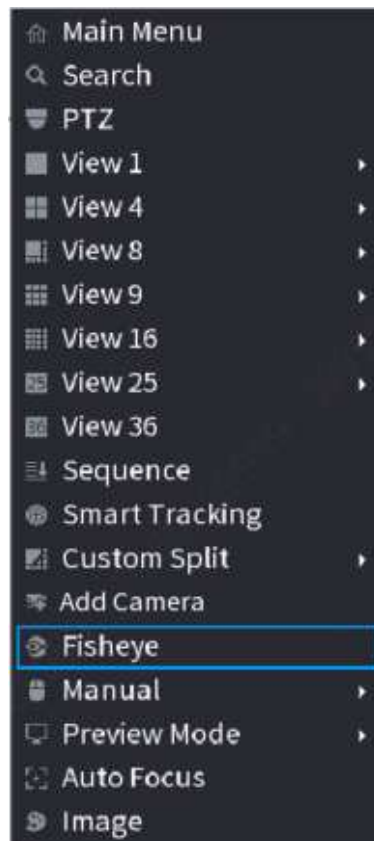 Main Menu
Search
PTZ
View 1
View 4
View 8
View 9
View 16
View 25
View 36
Sequence
Smart Tracking
Custom Split
Add Camera
Fisheye
Manual
Preview Mode
Auto Focus
Image